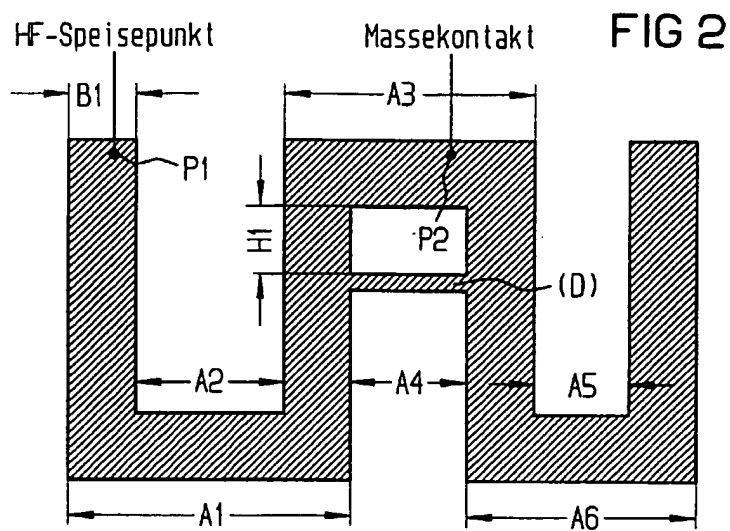 HF-Speisepunkt
Massekontakt
FIG 2
B1
A3
P1
P2
H1
(D)
A2
A4
A5
A1
A6